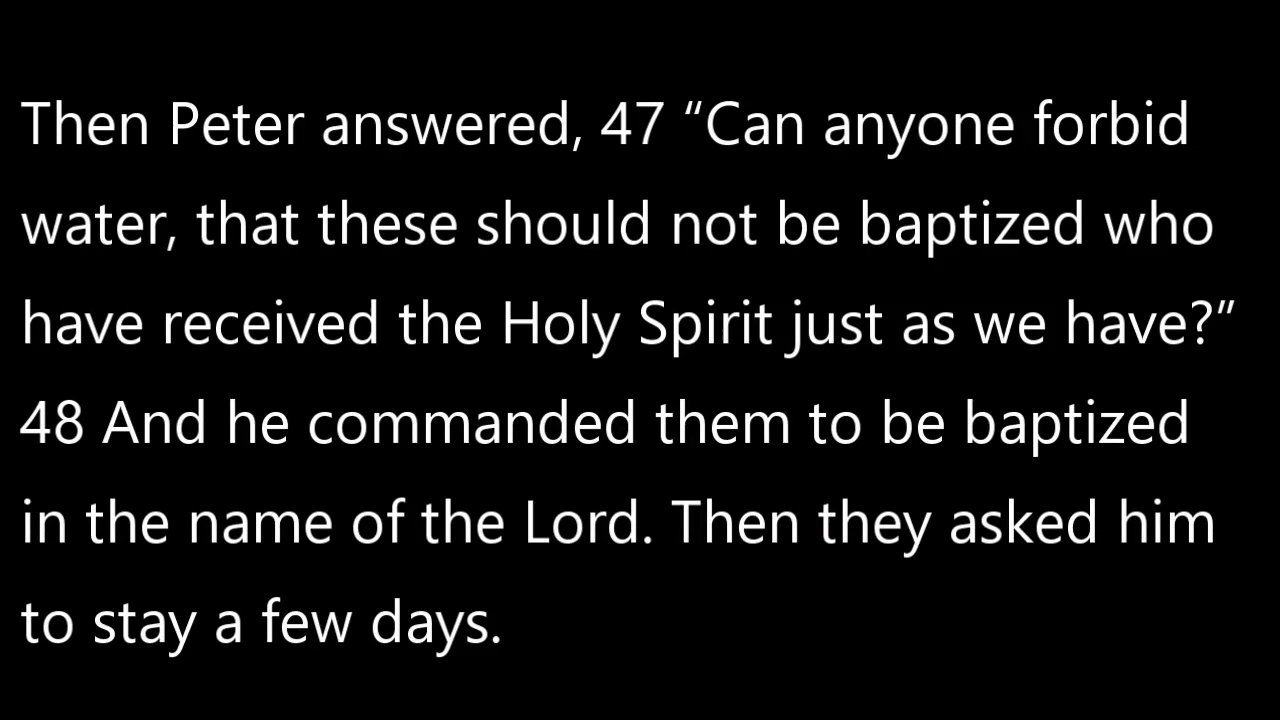 Then Peter answered, 47 “Can anyone forbid
water, that these should not be baptized who
have received the Holy Spirit just as we have?”
48 And he commanded them to be baptized
in the name of the Lord. Then they asked him
to stay a few days.